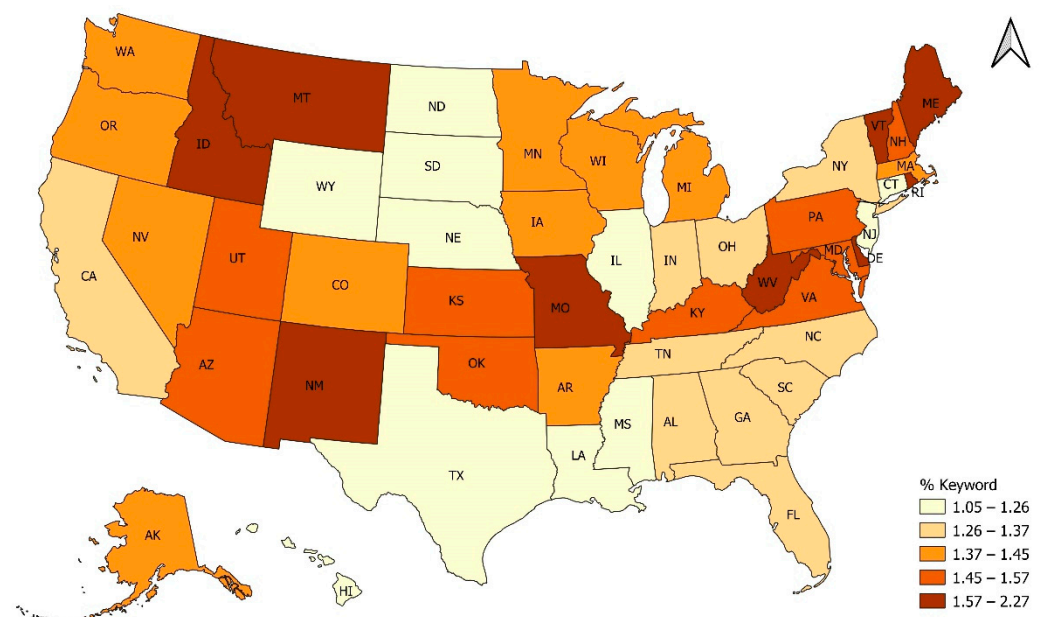 WA
MT
ND
ME
VT
OR
MN
NH
ID
WI
NY
MA
SD
MI
CT
RI
WY
PA
IA
NJ
NE
OH
MD
NV
IL
IN
DE
UT
CA
CO
WV
VA
MO
KS
KY
NC
TN
AZ
OK
NM
AR
SC
MS
AL
GA
LA
TX
FL
AK
HI
% Keyword
1.05 – 1.26
1.26 – 1.37
1.37 – 1.45
1.45 – 1.57
1.57 – 2.27